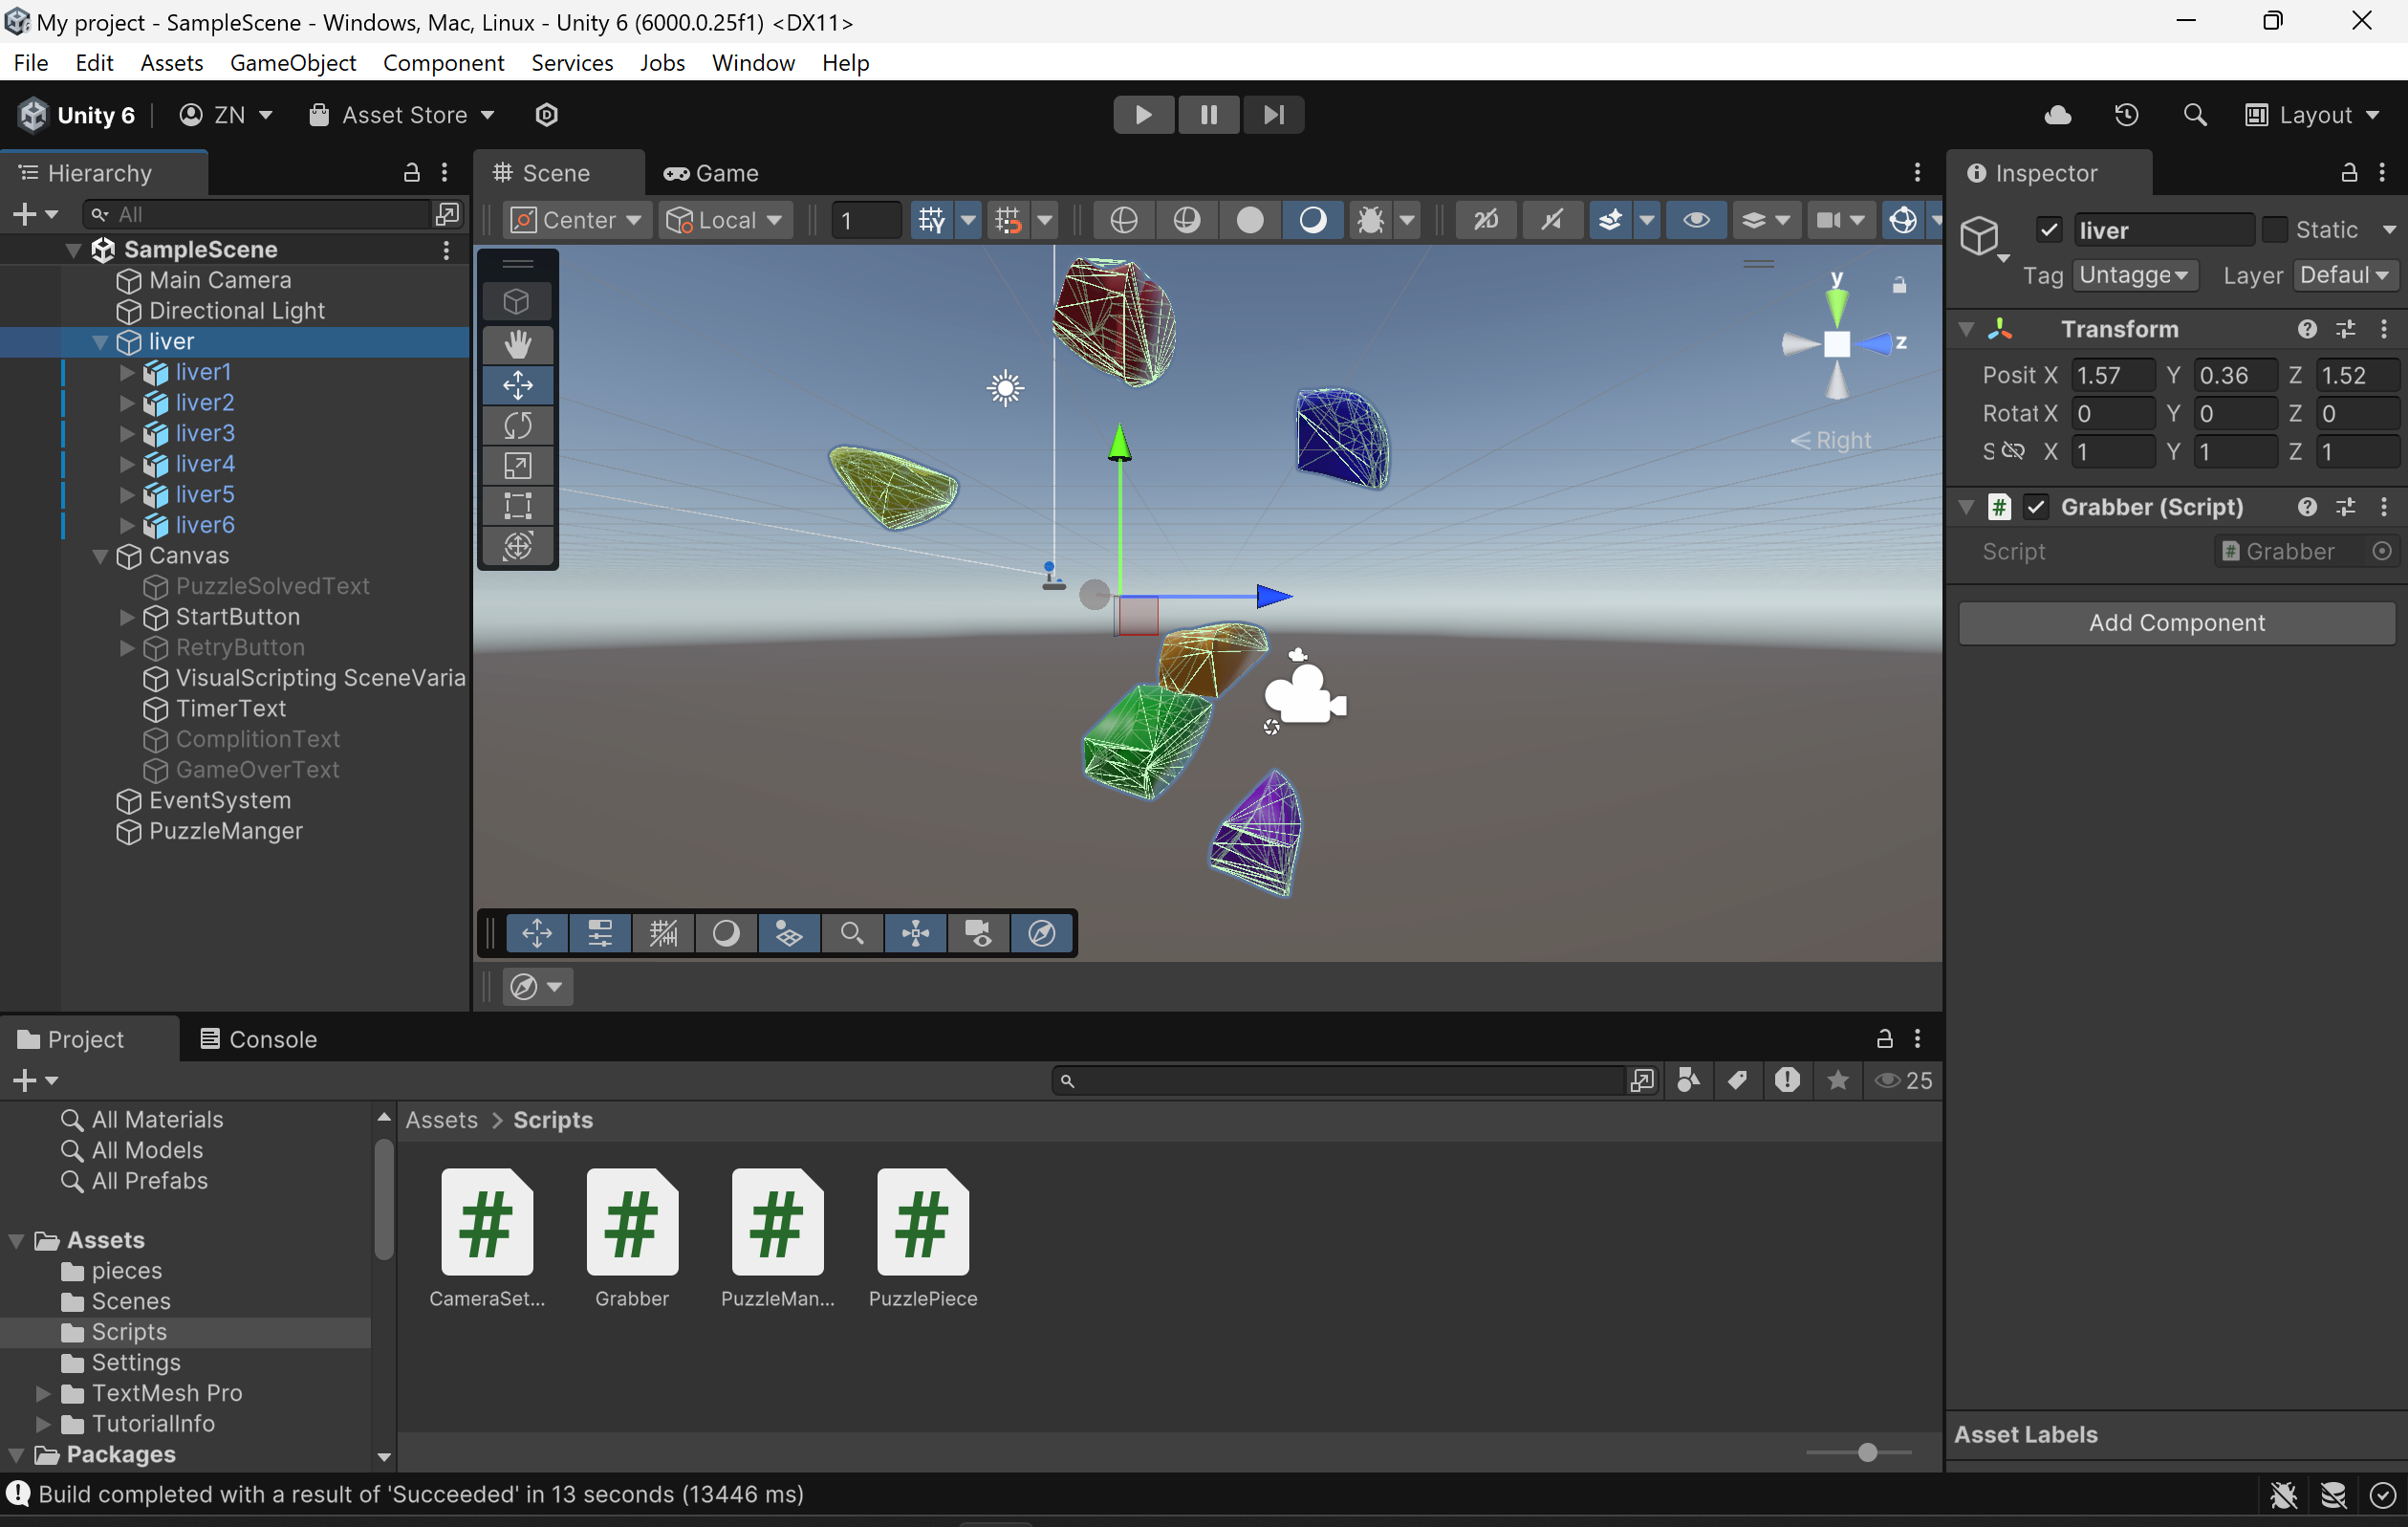 My project - SampleScene - Windows, Mac, Linux - Unity 6 (6000.0.25f1) <DX11>
File Edit Assets GameObject Component Services Jobs Window Help
Unity 6 ZN Asset Store Layout
Hierarchy
All
SampleScene
Main Camera
Directional Light
liver
liver1
liver2
liver3
liver4
liver5
liver6
Canvas
PuzzleSolvedText
StartButton
RetryButton
VisualScripting SceneVaria
TimerText
ComplitionText
GameOverText
EventSystem
PuzzleManger
Scene Game
Center Local 1 2D
y
z
Right
Inspector
liver Static
Tag Untagge Layer Defaul
Transform
Posit X 1.57 Y 0.36 Z 1.52
Rotat X 0 Y 0 Z 0
S X 1 Y 1 Z 1
# Grabber (Script)
Script # Grabber
Add Component
Asset Labels
Project Console
25
All Materials
All Models
All Prefabs
Assets
pieces
Scenes
Scripts
Settings
TextMesh Pro
TutorialInfo
Packages
Assets > Scripts
# # # #
CameraSet... Grabber PuzzleMan... PuzzlePiece
Build completed with a result of 'Succeeded' in 13 seconds (13446 ms)